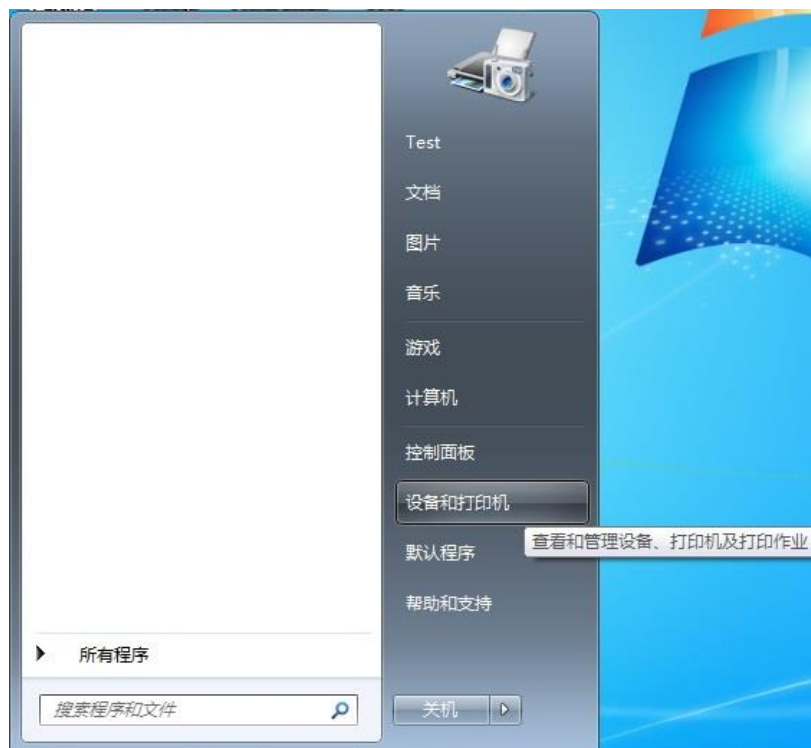 Test
文档
图片
音乐
游戏
计算机
控制面板
设备和打印机
查看和管理设备、打印机及打印作业
默认程序
帮助和支持
所有程序
搜索程序和文件
关机